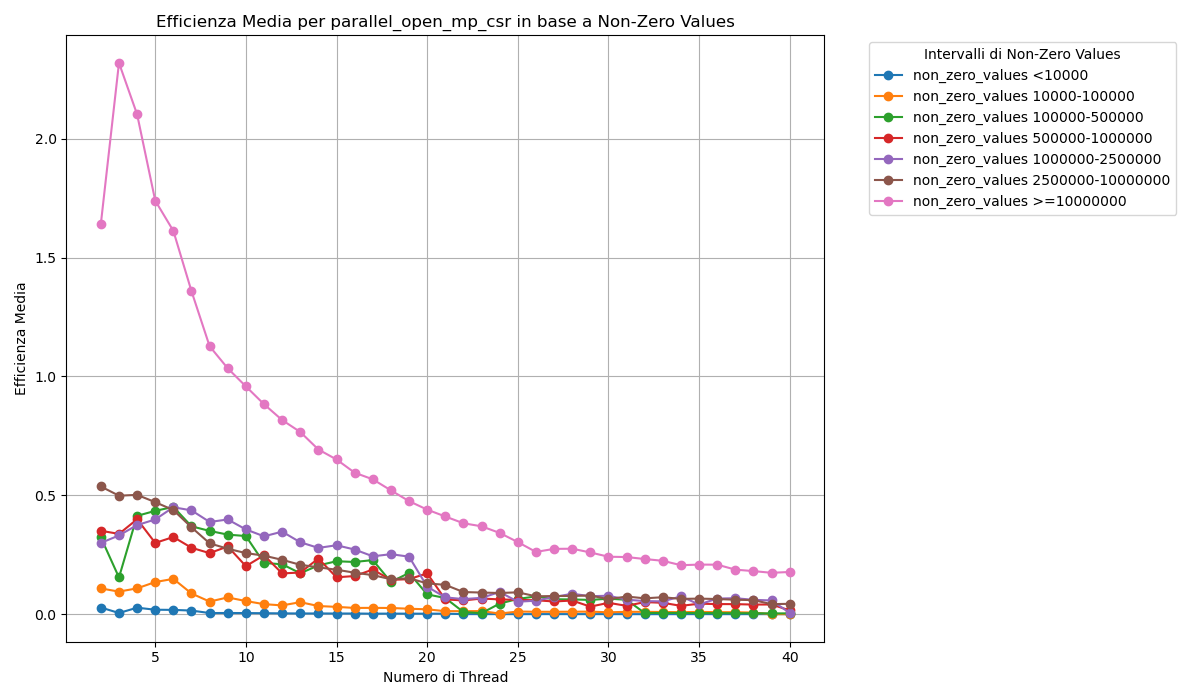 Efficienza Media per parallel_open_mp_csr in base a Non-Zero Values
Intervalli di Non-Zero Values
non_zero_values <10000
non_zero_values 10000-100000
non_zero_values 100000-500000
non_zero_values 500000-1000000
non_zero_values 1000000-2500000
non_zero_values 2500000-10000000
non_zero_values >=10000000
Efficienza Media
2.0
1.5
1.0
0.5
0.0
5 10 15 20 25 30 35 40
Numero di Thread